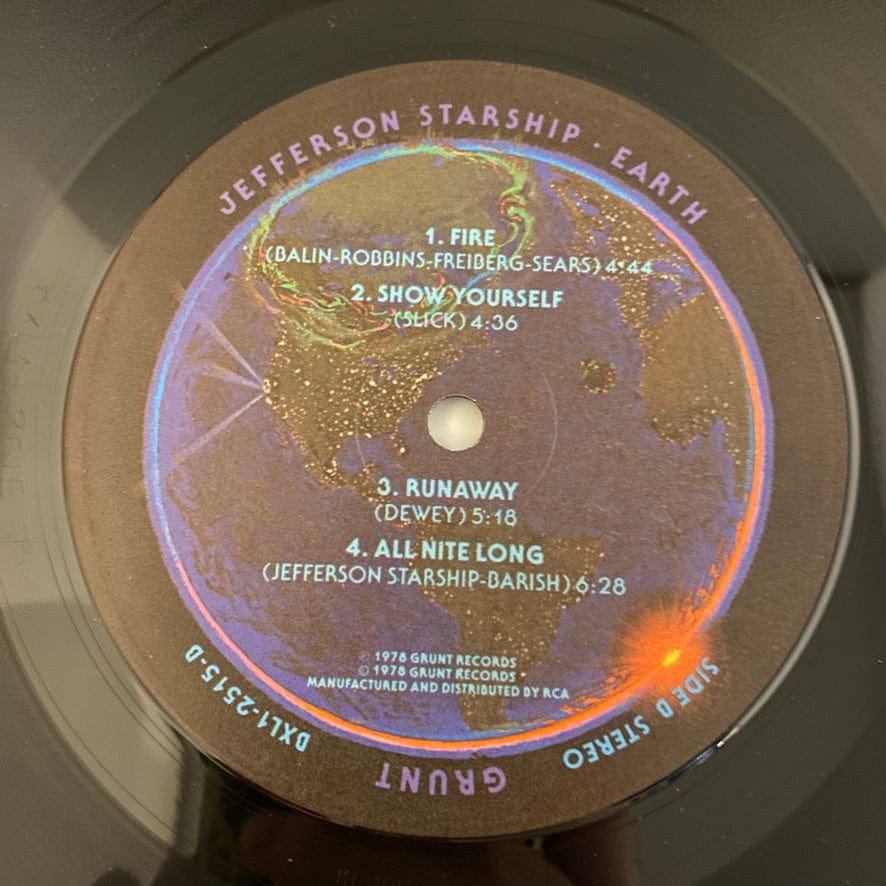 JEFFERSON STARSHIP · EARTH
1. FIRE
(BALIN-ROBBINS-FREIBERG-SEARS) 4:44
2. SHOW YOURSELF
(SLICK) 4:36
3. RUNAWAY
(DEWEY) 5:18
4. ALL NITE LONG
(JEFFERSON STARSHIP-BARISH) 6:28
℗ 1978 GRUNT RECORDS
© 1978 GRUNT RECORDS
MANUFACTURED AND DISTRIBUTED BY RCA
BXL1-2515-B
GRUNT
SIDE B STEREO